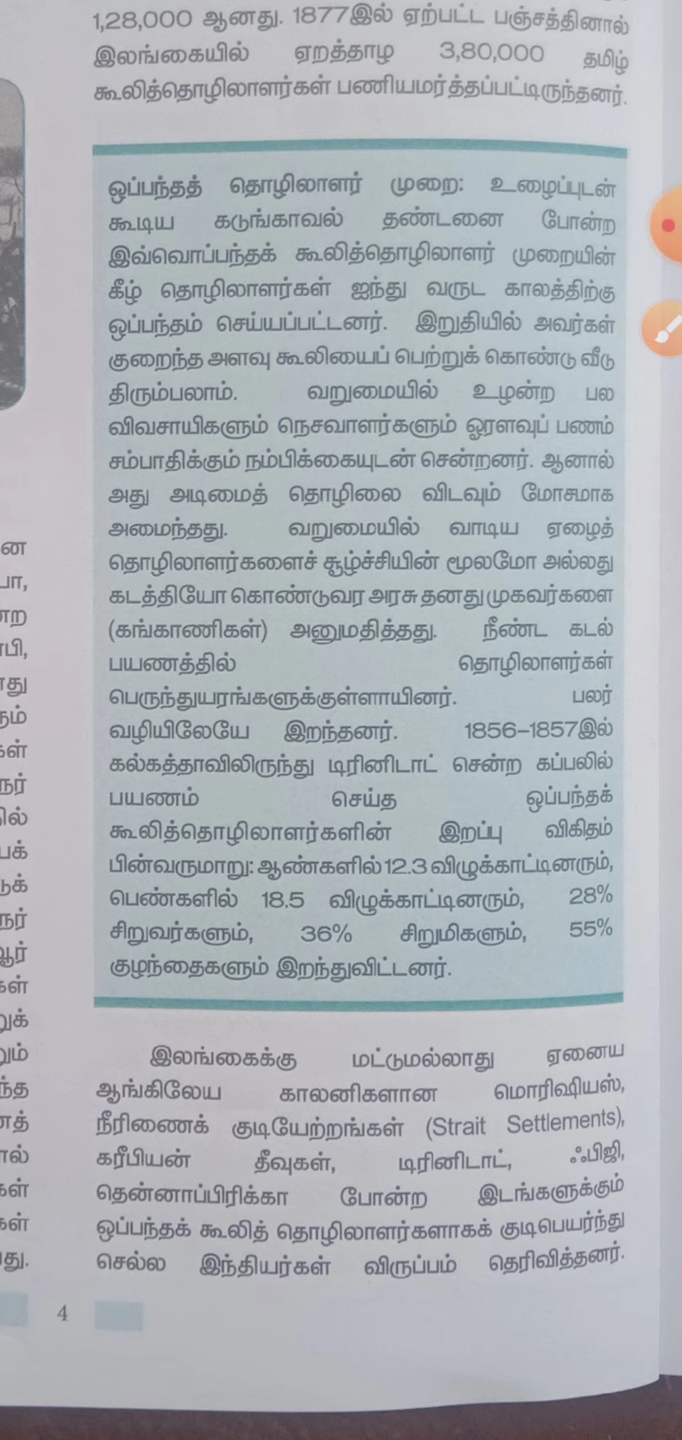 1,28,000 ஆனது. 1877இல் ஏற்பட்ட பஞ்சத்தினால்
இலங்கையில் ஏறத்தாழ 3,80,000 தமிழ்
கூலித்தொழிலாளர்கள் பணியமர்த்தப்பட்டிருந்தனர்.
ஒப்பந்தத் தொழிலாளர் முறை: உழைப்புடன்
கூடிய கடுங்காவல் தண்டனை போன்ற
இவ்வொப்பந்தக் கூலித்தொழிலாளர் முறையின்
கீழ் தொழிலாளர்கள் ஐந்து வருட காலத்திற்கு
ஒப்பந்தம் செய்யப்பட்டனர். இறுதியில் அவர்கள்
குறைந்த அளவு கூலியைப் பெற்றுக் கொண்டு வீடு
திரும்பலாம். வறுமையில் உழன்ற பல
விவசாயிகளும் நெசவாளர்களும் ஓரளவுப் பணம்
சம்பாதிக்கும் நம்பிக்கையுடன் சென்றனர். ஆனால்
அது அடிமைத் தொழிலை விடவும் மோசமாக
அமைந்தது. வறுமையில் வாடிய ஏழைத்
தொழிலாளர்களைச் சூழ்ச்சியின் மூலமோ அல்லது
கடத்தியோ கொண்டுவர அரசு தனது முகவர்களை
(கங்காணிகள்) அனுமதித்தது. நீண்ட கடல்
பயணத்தில் தொழிலாளர்கள்
பெருந்துயரங்களுக்குள்ளாயினர். பலர்
வழியிலேயே இறந்தனர். 1856–1857இல்
கல்கத்தாவிலிருந்து டிரினிடாட் சென்ற கப்பலில்
பயணம் செய்த ஒப்பந்தக்
கூலித்தொழிலாளர்களின் இறப்பு விகிதம்
பின்வருமாறு: ஆண்களில் 12.3 விழுக்காட்டினரும்,
பெண்களில் 18.5 விழுக்காட்டினரும், 28%
சிறுவர்களும், 36% சிறுமிகளும், 55%
குழந்தைகளும் இறந்துவிட்டனர்.
இலங்கைக்கு மட்டுமல்லாது ஏனைய
ஆங்கிலேய காலனிகளான மொரிஷியஸ்,
நீரிணைக் குடியேற்றங்கள் (Strait Settlements),
கரீபியன் தீவுகள், டிரினிடாட், ஃபிஜி,
தென்னாப்பிரிக்கா போன்ற இடங்களுக்கும்
ஒப்பந்தக் கூலித் தொழிலாளர்களாகக் குடிபெயர்ந்து
செல்ல இந்தியர்கள் விருப்பம் தெரிவித்தனர்.
4